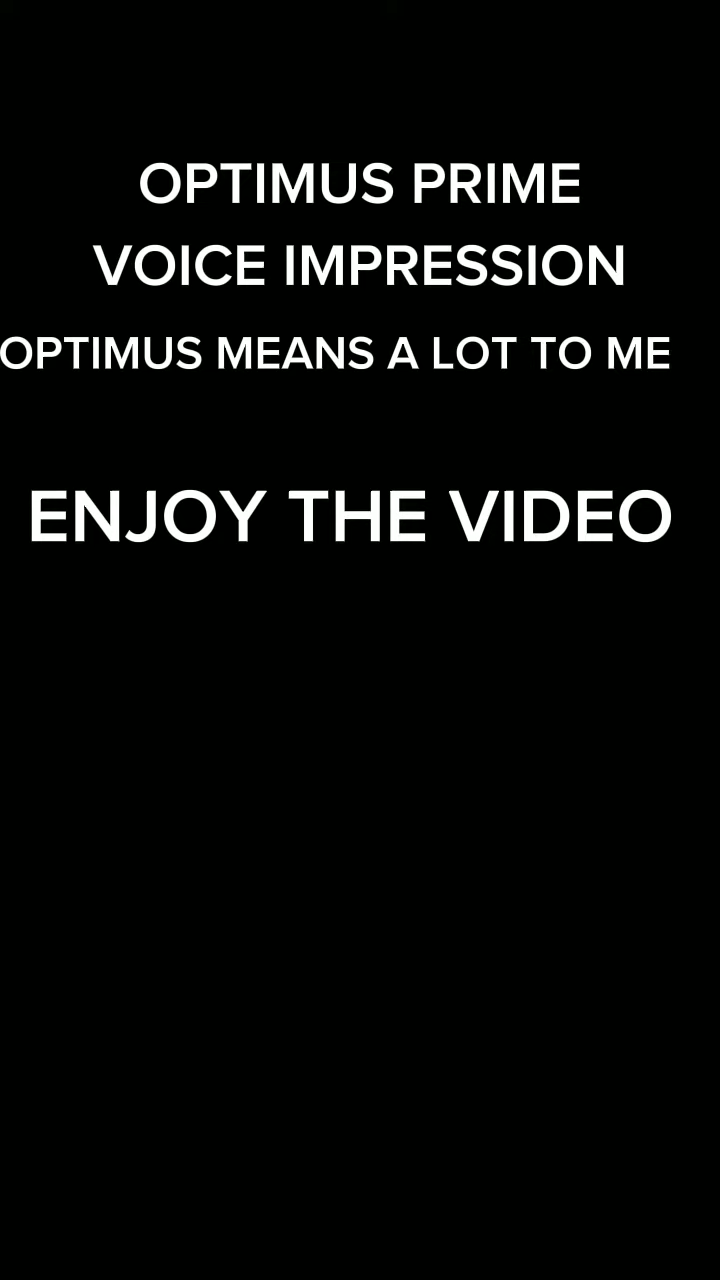 OPTIMUS PRIME
VOICE IMPRESSION
OPTIMUS MEANS A LOT TO ME
ENJOY THE VIDEO